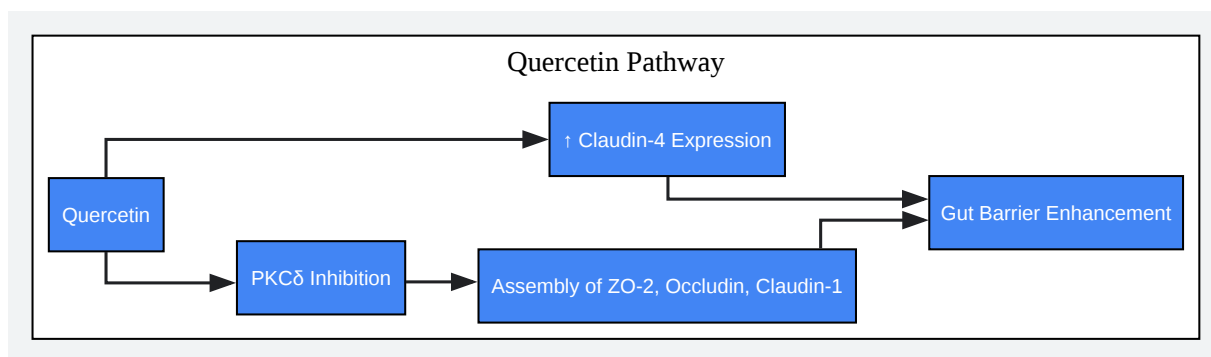 Quercetin Pathway
↑ Claudin-4 Expression
Quercetin
Gut Barrier Enhancement
PKCδ Inhibition
Assembly of ZO-2, Occludin, Claudin-1